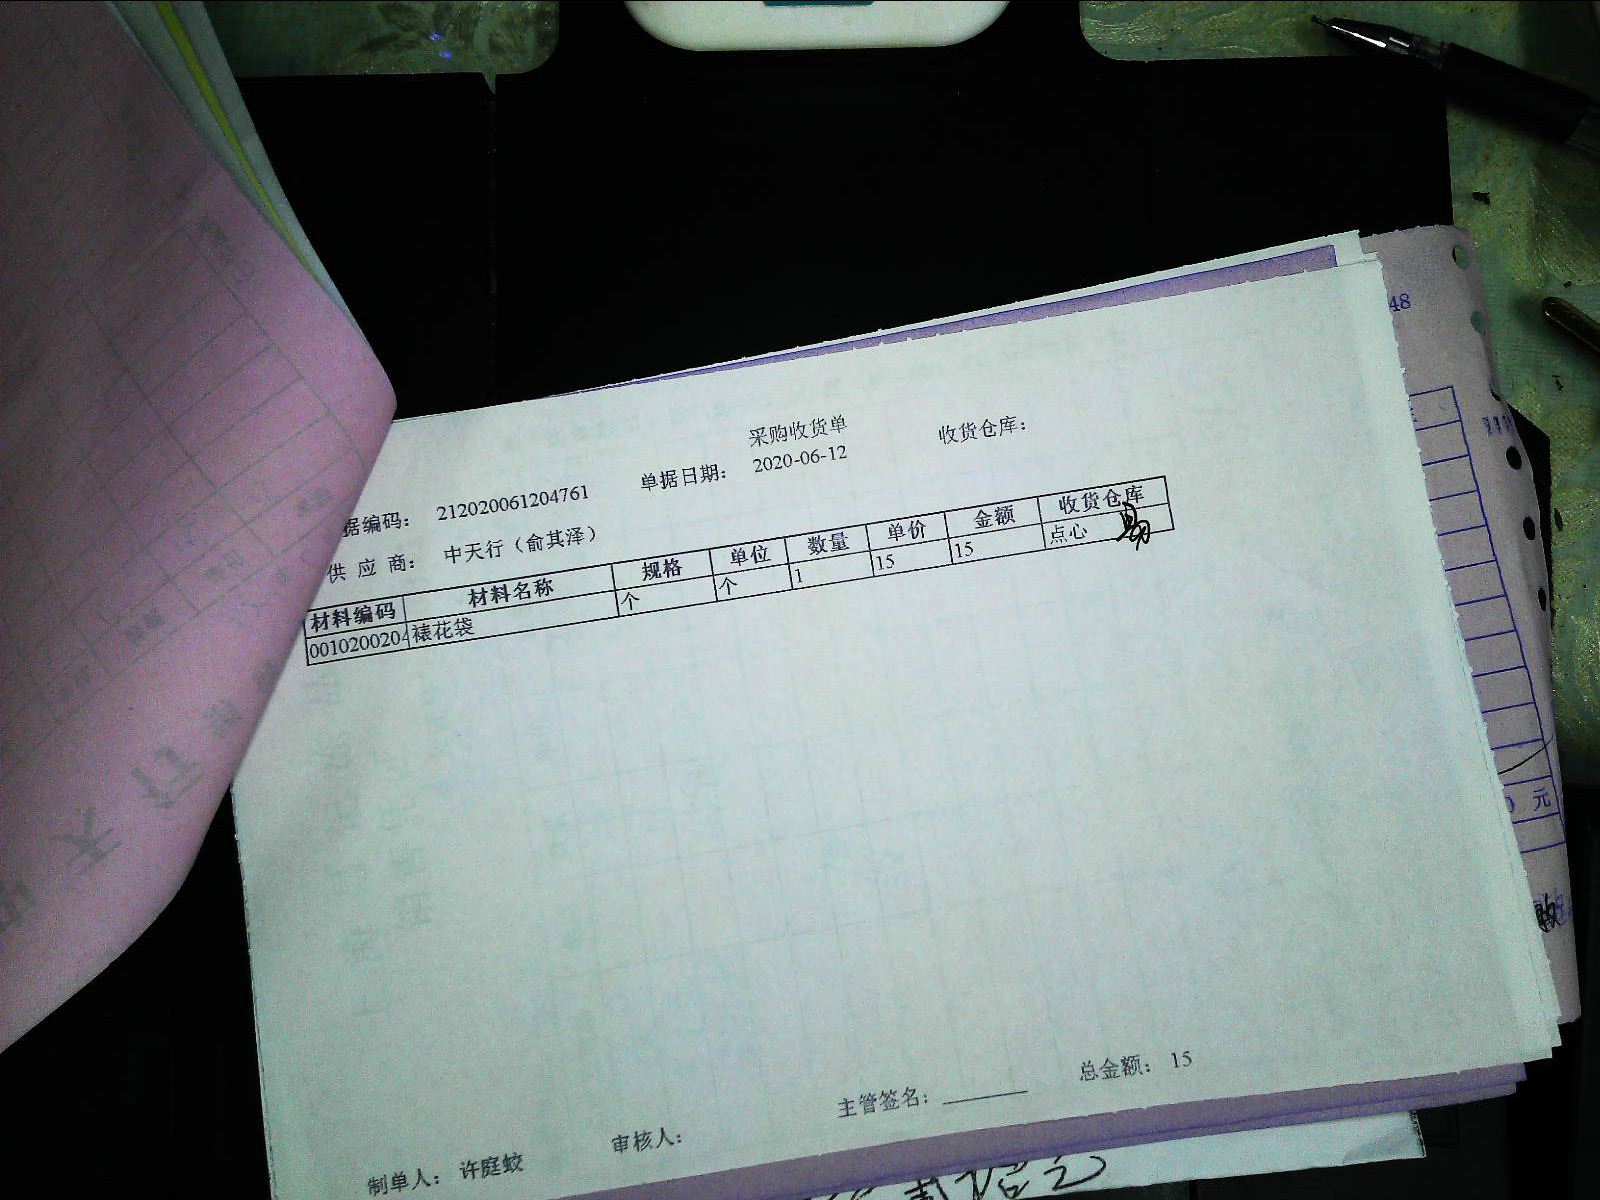 采购收货单
据编码： 212020061204761 单据日期： 2020-06-12 收货仓库：
供 应 商： 中天行（俞其泽）
材料编码 材料名称 规格 单位 数量 单价 金额 收货仓库
001020020 裱花袋 个 个 1 15 15 点心
主管签名： 总金额： 15
制单人： 许庭蛟 审核人：
48
元